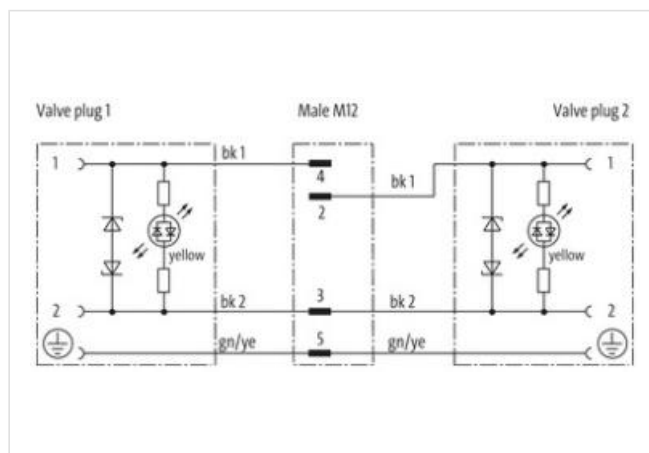 Valve plug 1
Male M12
Valve plug 2
1
bk 1
4
1
2
bk 1
yellow
yellow
2
bk 2
3
bk 2
2
gn/ye
5
gn/ye